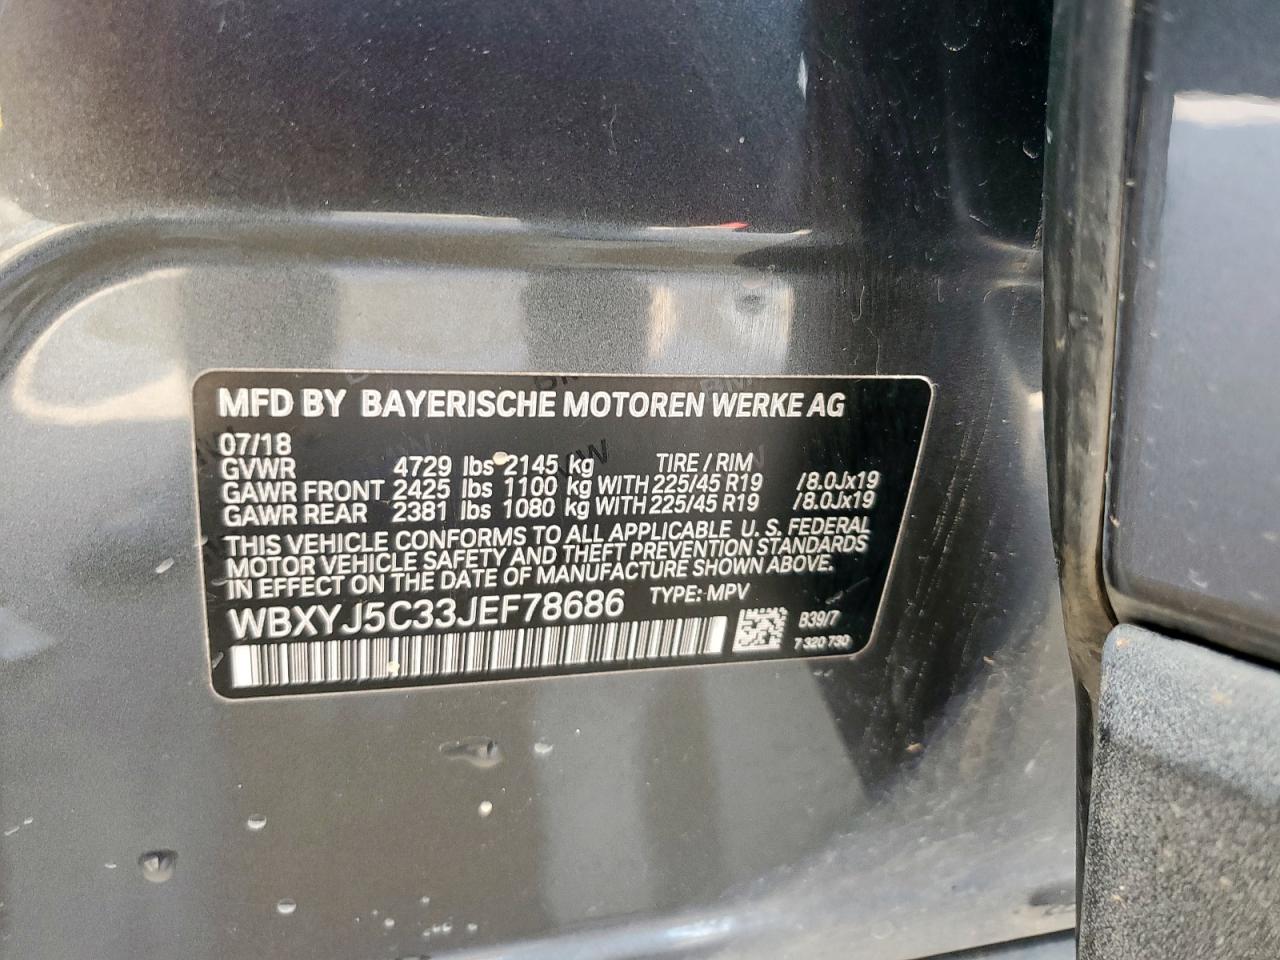 MFD BY BAYERISCHE MOTOREN WERKE AG
07/18
GVWR 4729 lbs 2145 kg TIRE / RIM
GAWR FRONT 2425 lbs 1100 kg WITH 225/45 R19 /8.0Jx19
GAWR REAR 2381 lbs 1080 kg WITH 225/45 R19 /8.0Jx19
THIS VEHICLE CONFORMS TO ALL APPLICABLE U. S. FEDERAL
MOTOR VEHICLE SAFETY AND THEFT PREVENTION STANDARDS
IN EFFECT ON THE DATE OF MANUFACTURE SHOWN ABOVE.
WBXYJ5C33JEF78686 TYPE: MPV
B39/7
7 320 730